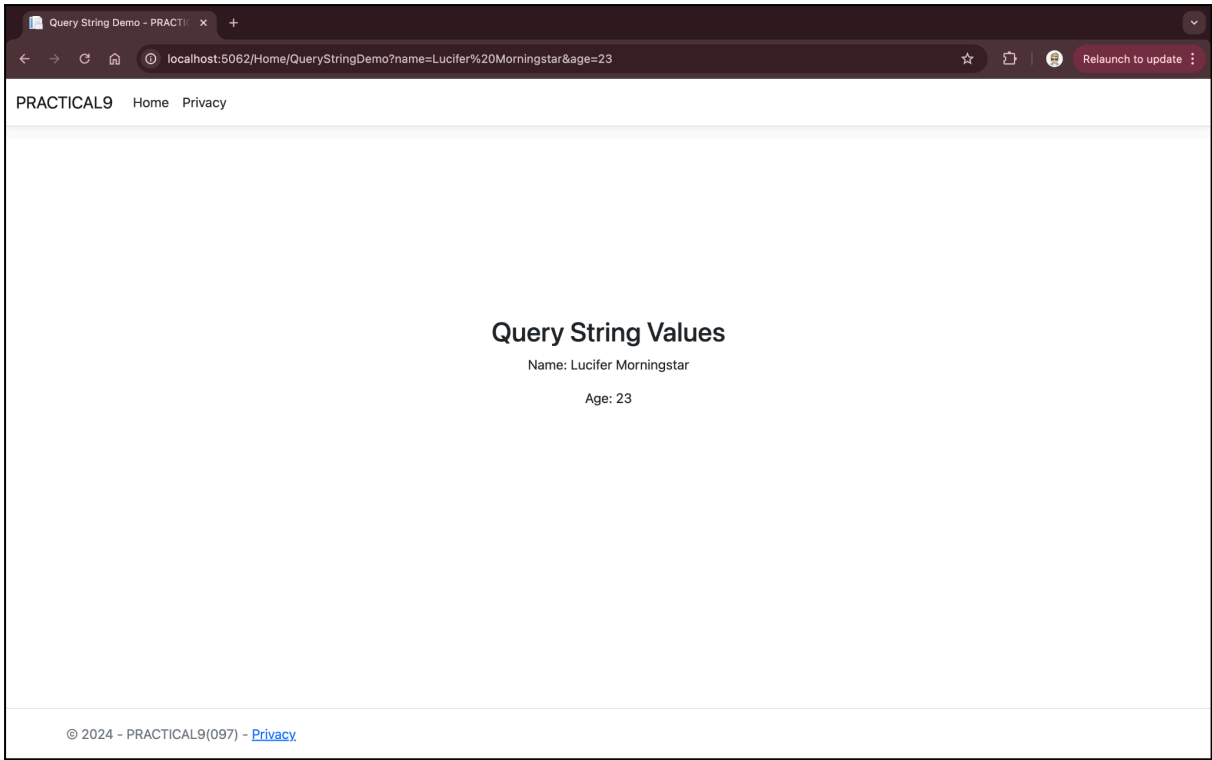 Query String Demo - PRACTIC
localhost:5062/Home/QueryStringDemo?name=Lucifer%20Morningstar&age=23
Relaunch to update
PRACTICAL9 Home Privacy
Query String Values
Name: Lucifer Morningstar
Age: 23
© 2024 - PRACTICAL9(097) - Privacy